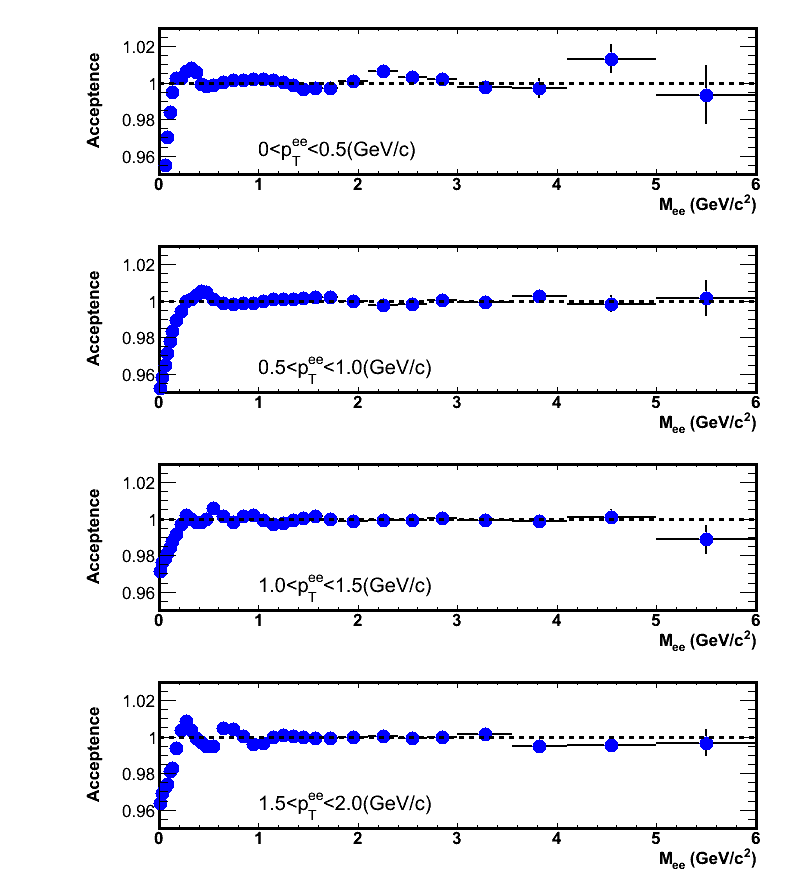 Acceptence
1.02
1
0.98
0.96
0<p_T^ee<0.5(GeV/c)
0 1 2 3 4 5 6
M_ee (GeV/c^2)
Acceptence
1.02
1
0.98
0.96
0.5<p_T^ee<1.0(GeV/c)
0 1 2 3 4 5 6
M_ee (GeV/c^2)
Acceptence
1.02
1
0.98
0.96
1.0<p_T^ee<1.5(GeV/c)
0 1 2 3 4 5 6
M_ee (GeV/c^2)
Acceptence
1.02
1
0.98
0.96
1.5<p_T^ee<2.0(GeV/c)
0 1 2 3 4 5 6
M_ee (GeV/c^2)